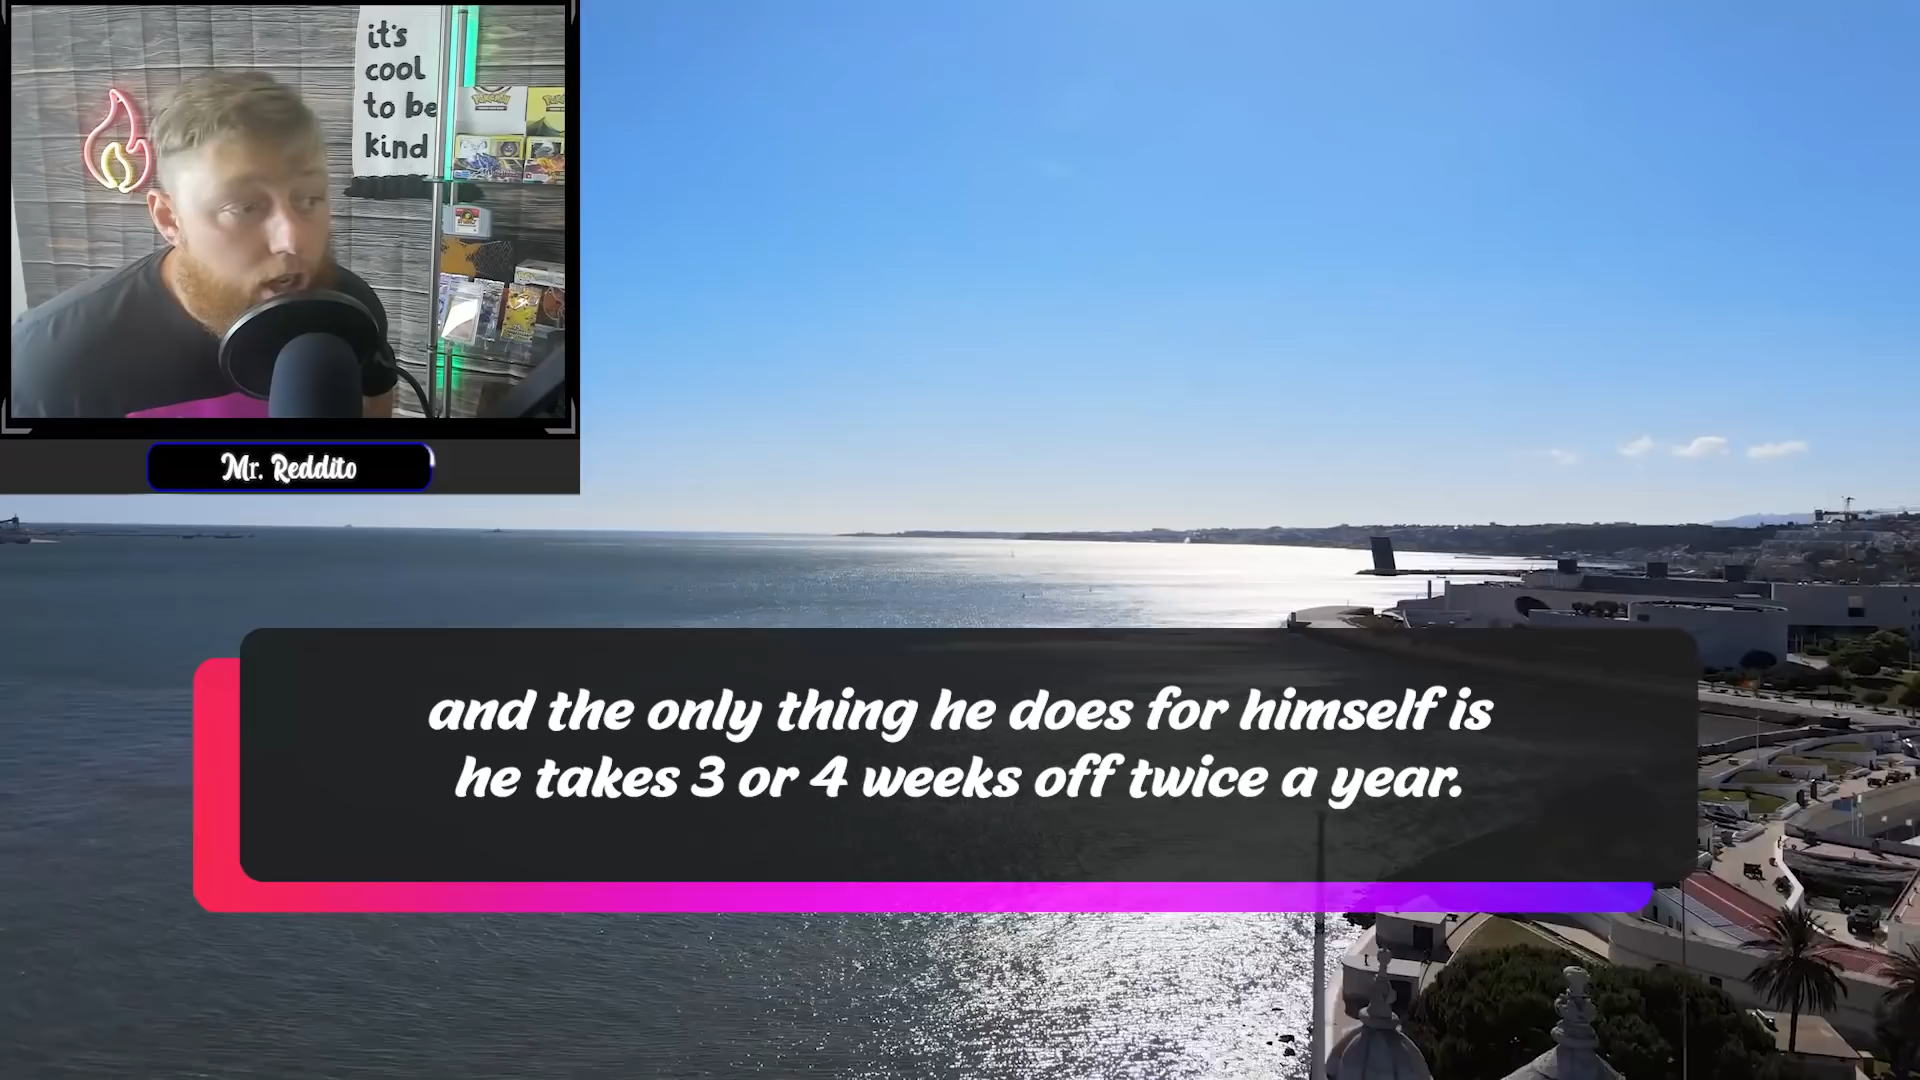 it's
cool
to be
kind
POKÉMON
Mr. Reddito
and the only thing he does for himself is
he takes 3 or 4 weeks off twice a year.